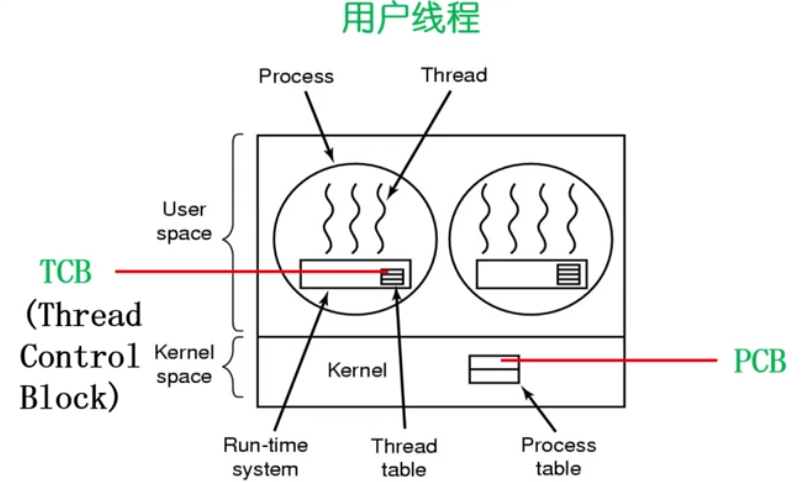 用户线程
Process
Thread
User
space
TCB
(Thread
Control
Block)
Kernel
space
Kernel
PCB
Run-time
system
Thread
table
Process
table